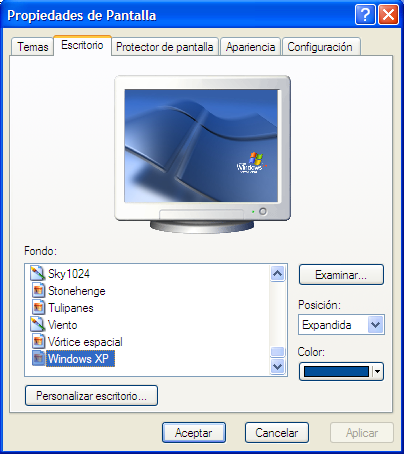 Propiedades de Pantalla
Temas Escritorio Protector de pantalla Apariencia Configuración
Windows
Fondo:
Sky1024
Stonehenge
Tulipanes
Viento
Vórtice espacial
Windows XP
Examinar...
Posición:
Expandida
Color:
Personalizar escritorio...
Aceptar Cancelar Aplicar